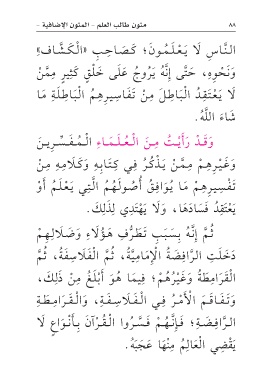 ٨٨ متون طالب العلم – المتون الإضافية –
النَّاسِ لَا يَعْلَمُونَ؛ كَصَاحِبِ «الْكَشَّافِ»
وَنَحْوِهِ، حَتَّى إِنَّهُ يَرُوجُ عَلَى خَلْقٍ كَثِيرٍ مِمَّنْ
لَا يَعْتَقِدُ الْبَاطِلَ مِنْ تَفَاسِيرِهِمُ الْبَاطِلَةِ مَا
شَاءَ اللَّهُ.
وَقَدْ رَأَيْتُ مِنَ الْعُلَمَاءِ الْمُفَسِّرِينَ
وَغَيْرِهِمْ مِمَّنْ يَذْكُرُ فِي كِتَابِهِ وَكَلَامِهِ مِنْ
تَفْسِيرِهِمْ مَا يُوَافِقُ أُصُولَهُمُ الَّتِي يَعْلَمُ أَوْ
يَعْتَقِدُ فَسَادَهَا، وَلَا يَهْتَدِي لِذَلِكَ.
ثُمَّ إِنَّهُ بِسَبَبِ تَطَرُّفِ هَؤُلَاءِ وَضَلَالِهِمْ
دَخَلَتِ الرَّافِضَةُ الْإِمَامِيَّةُ، ثُمَّ الْفَلَاسِفَةُ، ثُمَّ
الْقَرَامِطَةُ وَغَيْرُهُمْ؛ فِيمَا هُوَ أَبْلَغُ مِنْ ذَلِكَ،
وَتَفَاقَمَ الْأَمْرُ فِي الْفَلَاسِفَةِ، وَالْقَرَامِطَةِ
الرَّافِضَةِ؛ فَإِنَّهُمْ فَسَّرُوا الْقُرْآنَ بِأَنْوَاعٍ لَا
يَقْضِي الْعَالِمُ مِنْهَا عَجَبَهُ.